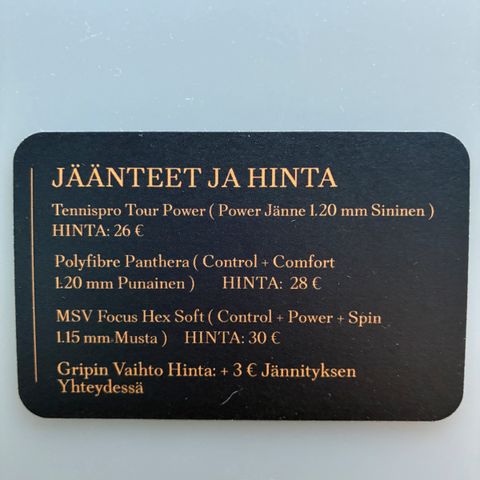 JÄÄNTEET JA HINTA
Tennispro Tour Power ( Power Jänne 1.20 mm Sininen )
HINTA: 26 €
Polyfibre Panthera ( Control + Comfort
1.20 mm Punainen ) HINTA: 28 €
MSV Focus Hex Soft ( Control + Power + Spin
1.15 mm Musta ) HINTA: 30 €
Gripin Vaihto Hinta: + 3 € Jännityksen
Yhteydessä